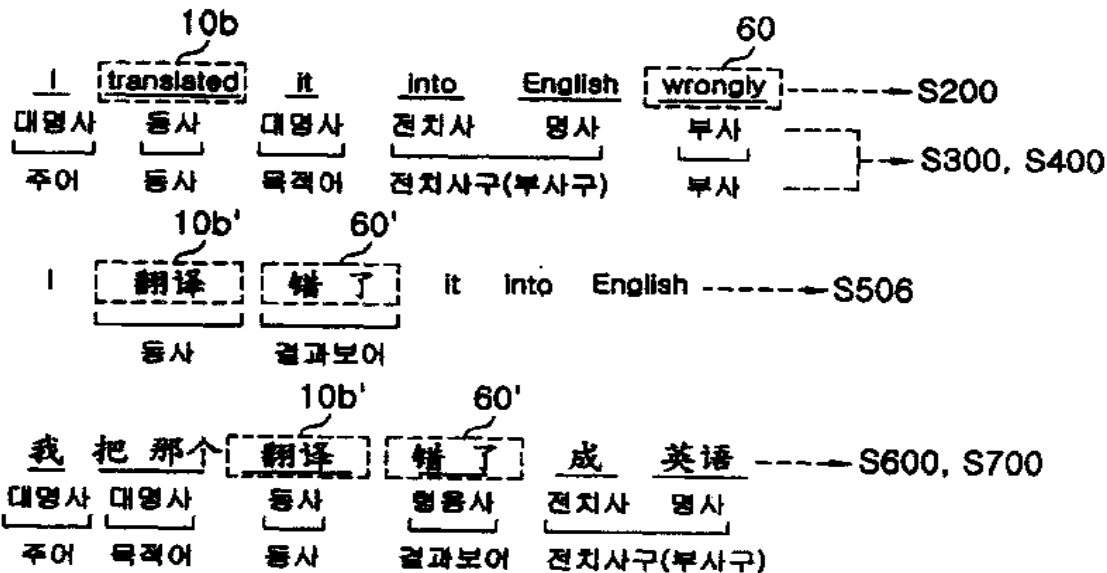 10b 60
I translated it into English wrongly S200
대명사 동사 대명사 전치사 명사 부사
S300, S400
주어 동사 목적어 전치사구(부사구) 부사
10b' 60'
I 翻译 错 了 it into English S506
동사 결과보어
10b' 60'
我 把 那个 翻译 错 了 成 英语 S600, S700
대명사 대명사 동사 형용사 전치사 명사
주어 목적어 동사 결과보어 전치사구(부사구)